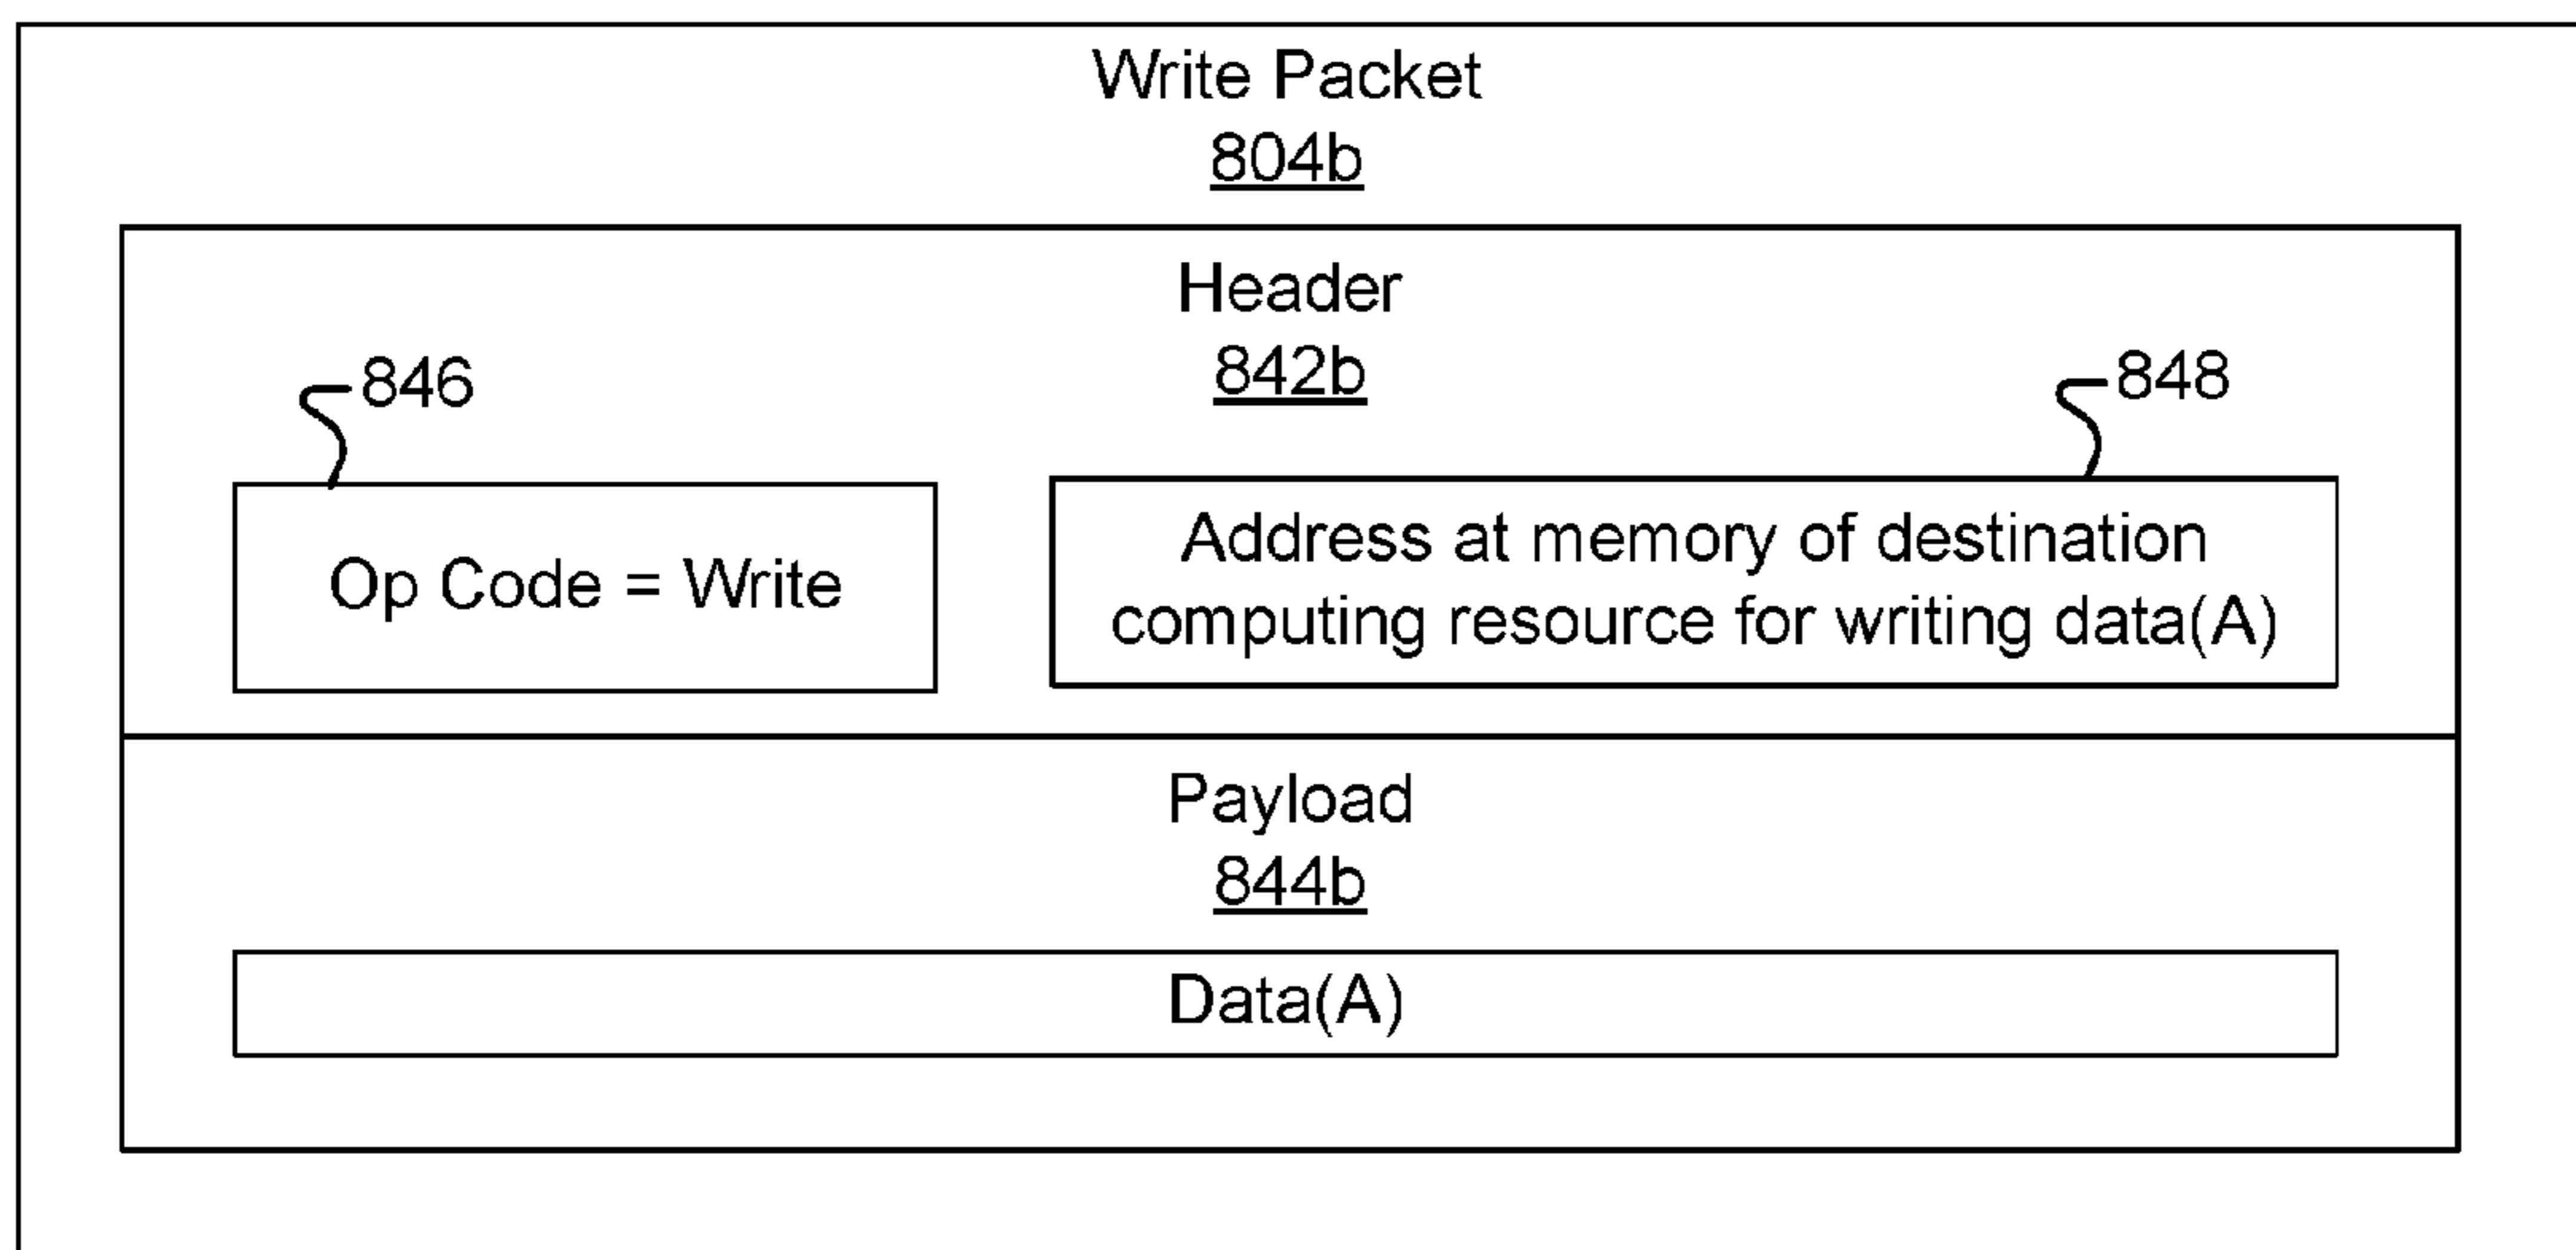 Write Packet
804b
Header
842b
846
848
Op Code = Write
Address at memory of destination
computing resource for writing data(A)
Payload
844b
Data(A)